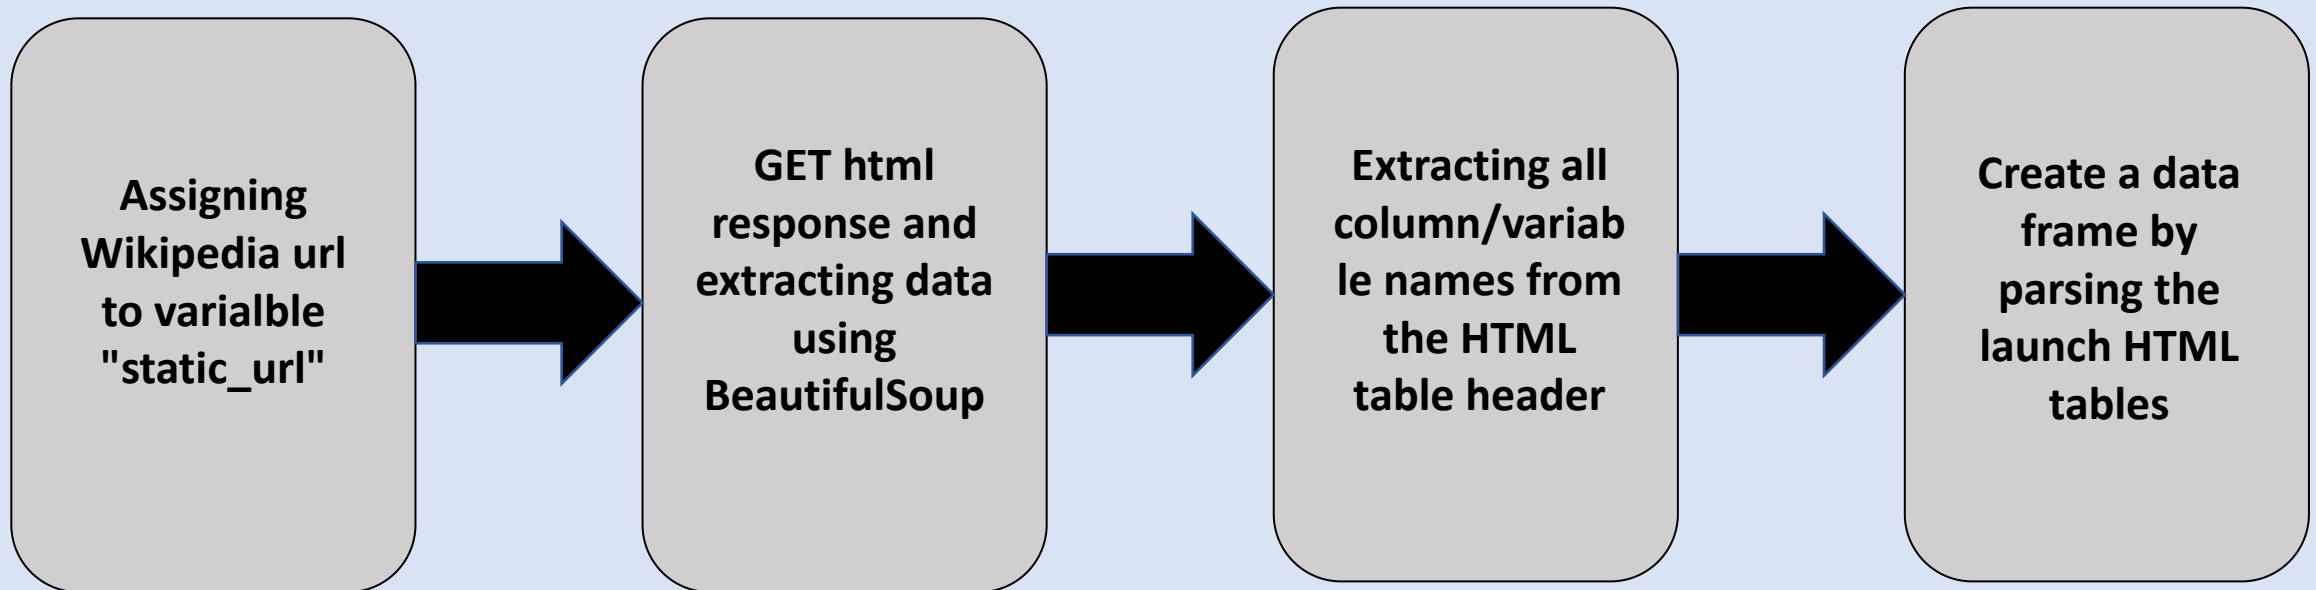 Assigning
Wikipedia url
to varialble
"static_url"
GET html
response and
extracting data
using
BeautifulSoup
Extracting all
column/variab
le names from
the HTML
table header
Create a data
frame by
parsing the
launch HTML
tables